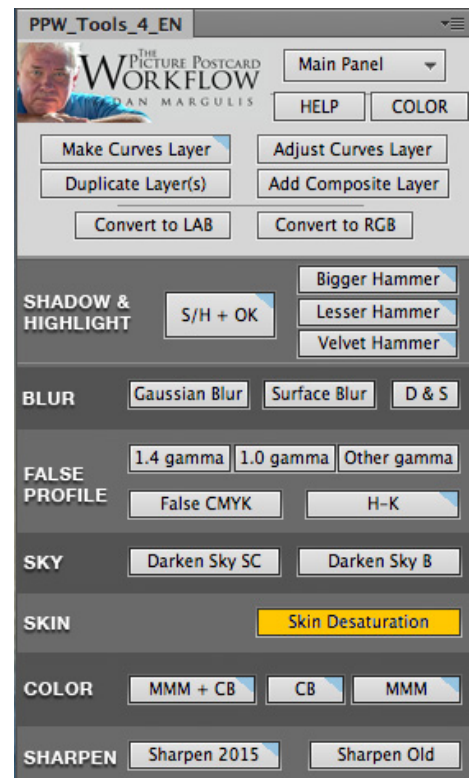 PPW_Tools_4_EN
THE
PICTURE POSTCARD
WORKFLOW
DAN MARGULIS
Main Panel
HELP COLOR
Make Curves Layer Adjust Curves Layer
Duplicate Layer(s) Add Composite Layer
Convert to LAB Convert to RGB
SHADOW &
HIGHLIGHT
S/H + OK
Bigger Hammer
Lesser Hammer
Velvet Hammer
BLUR Gaussian Blur Surface Blur D & S
FALSE
PROFILE
1.4 gamma 1.0 gamma Other gamma
False CMYK H-K
SKY Darken Sky SC Darken Sky B
SKIN Skin Desaturation
COLOR MMM + CB CB MMM
SHARPEN Sharpen 2015 Sharpen Old